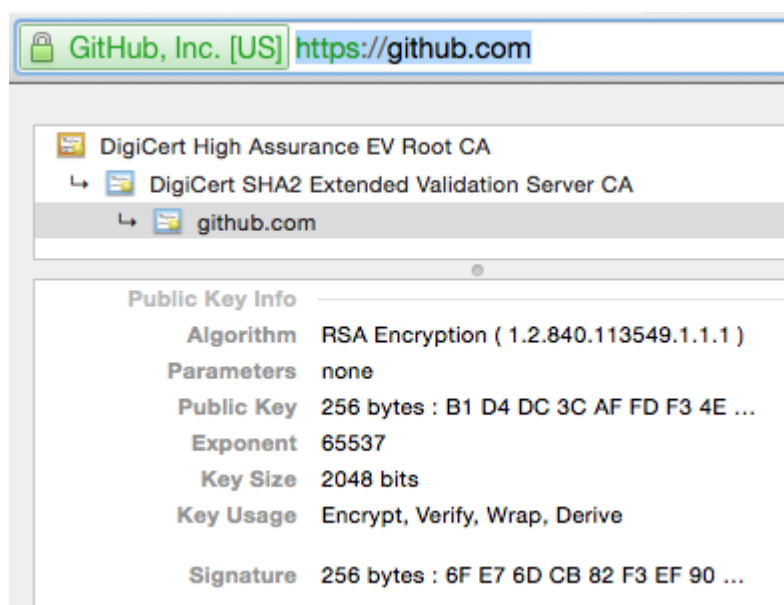 GitHub, Inc. [US] https://github.com
DigiCert High Assurance EV Root CA
↳ DigiCert SHA2 Extended Validation Server CA
↳ github.com
Public Key Info
Algorithm RSA Encryption ( 1.2.840.113549.1.1.1 )
Parameters none
Public Key 256 bytes : B1 D4 DC 3C AF FD F3 4E ...
Exponent 65537
Key Size 2048 bits
Key Usage Encrypt, Verify, Wrap, Derive
Signature 256 bytes : 6F E7 6D CB 82 F3 EF 90 ...